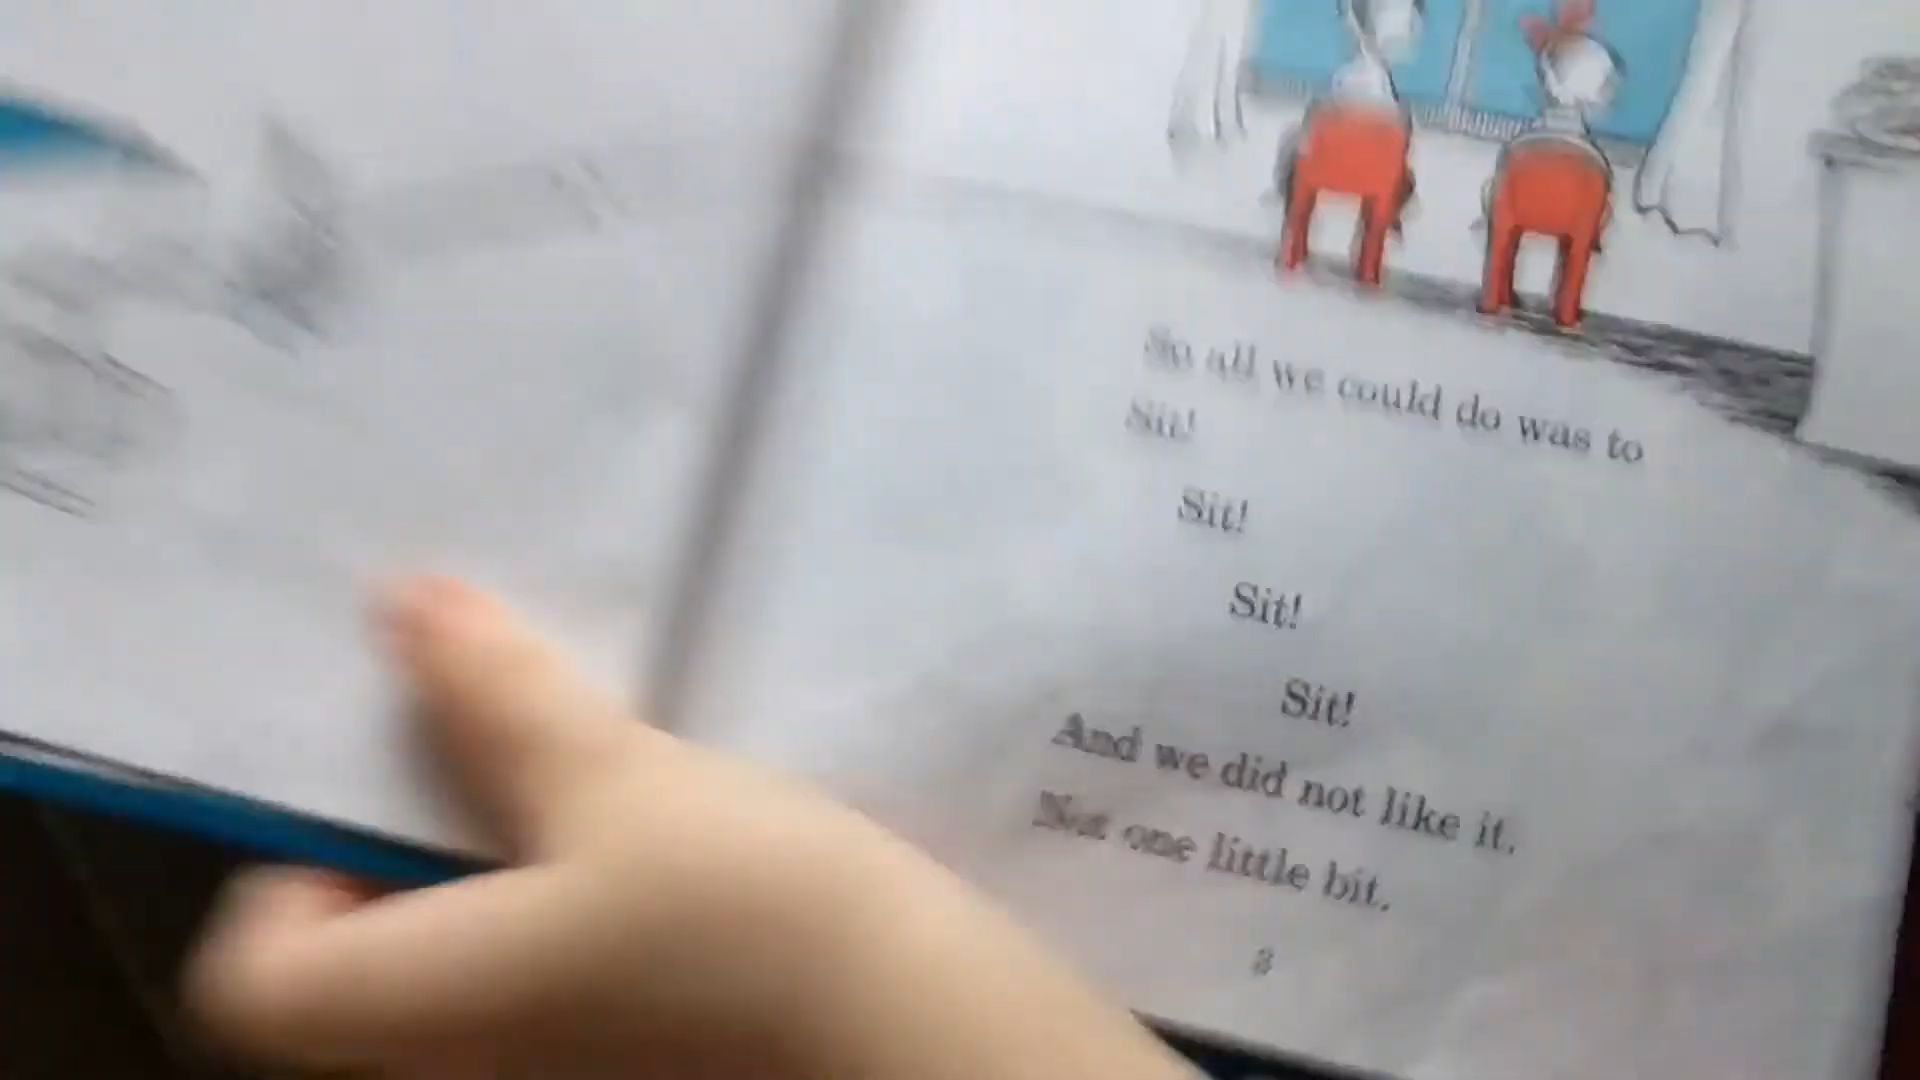 So all we could do was to
Sit!
Sit!
Sit!
Sit!
And we did not like it.
Not one little bit.
3